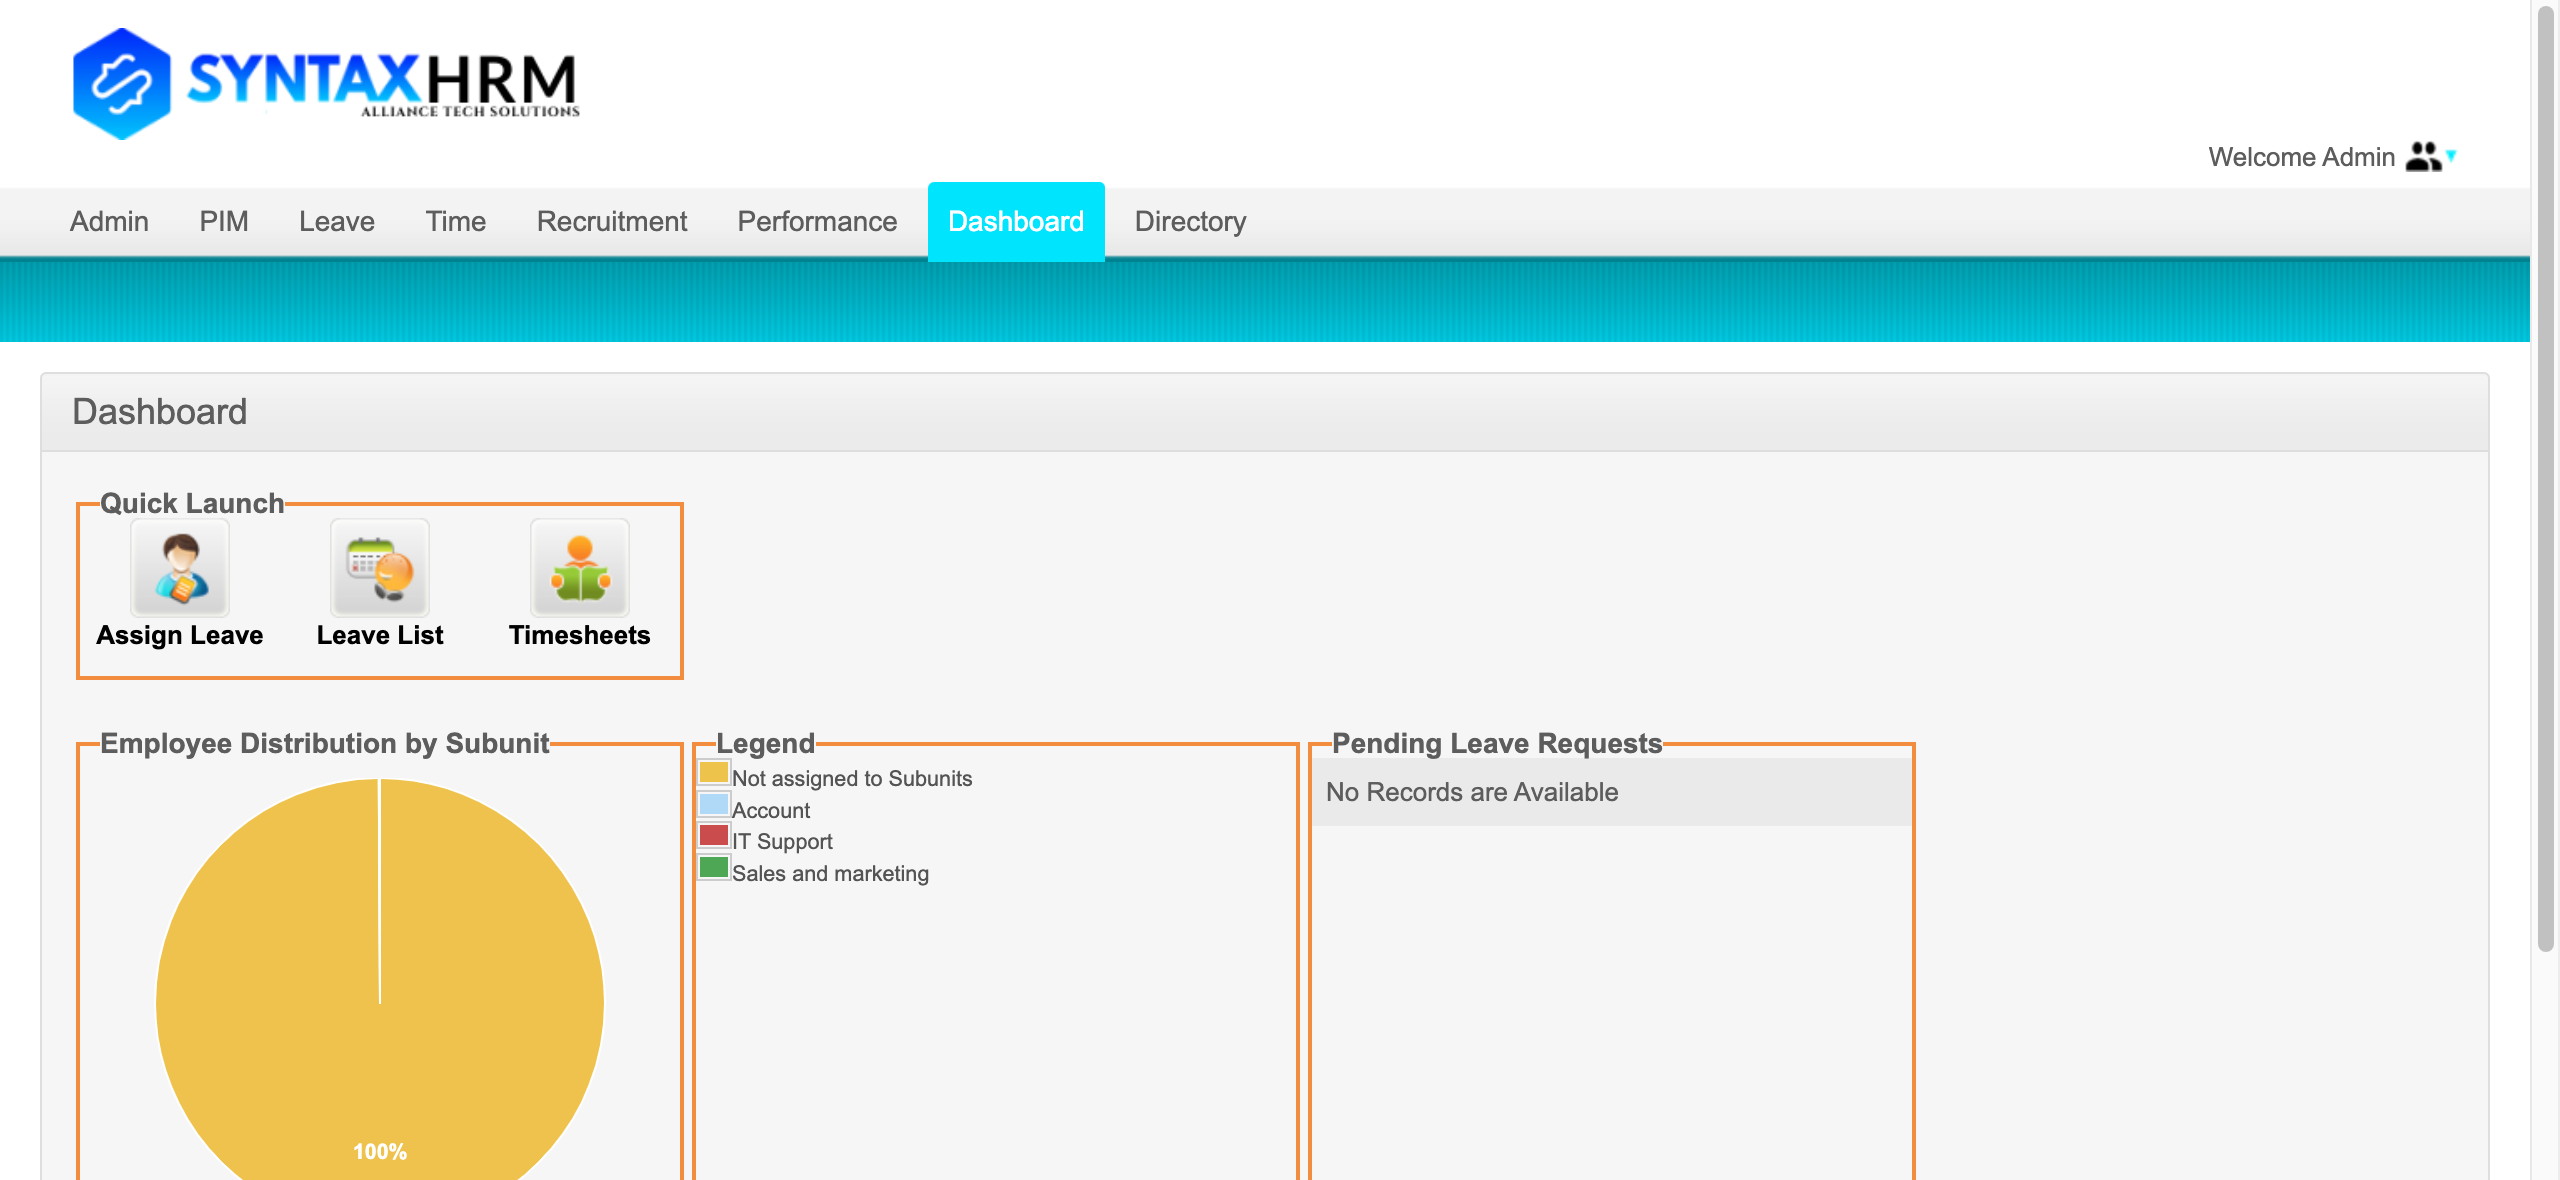 SYNTAXHRM
ALLIANCE TECH SOLUTIONS
Welcome Admin
Admin PIM Leave Time Recruitment Performance Dashboard Directory
Dashboard
Quick Launch
Assign Leave Leave List Timesheets
Employee Distribution by Subunit
100%
Legend
Not assigned to Subunits
Account
IT Support
Sales and marketing
Pending Leave Requests
No Records are Available